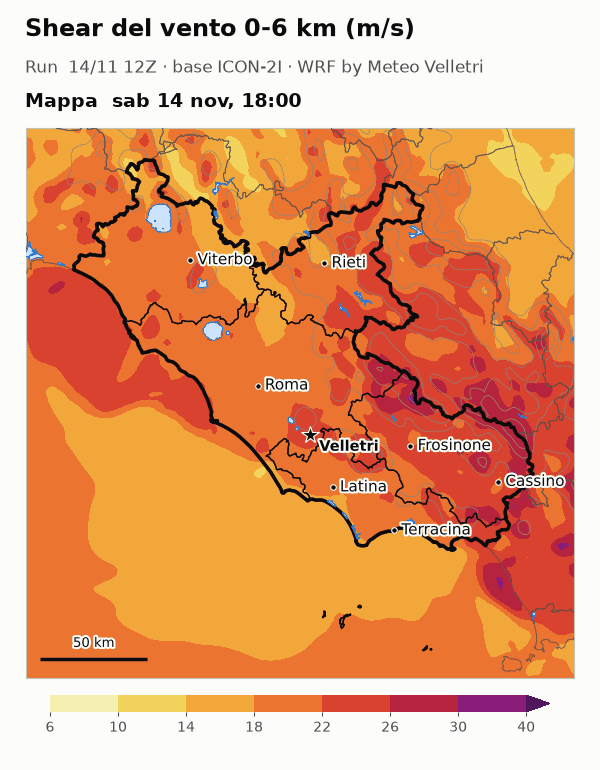 Shear del vento 0-6 km (m/s)
Run  14/11 12Z · base ICON-2I · WRF by Meteo Velletri
Mappa  sab 14 nov, 18:00
Viterbo
Rieti
Roma
Velletri
Frosinone
Latina
Cassino
Terracina
50 km
6 10 14 18 22 26 30 40